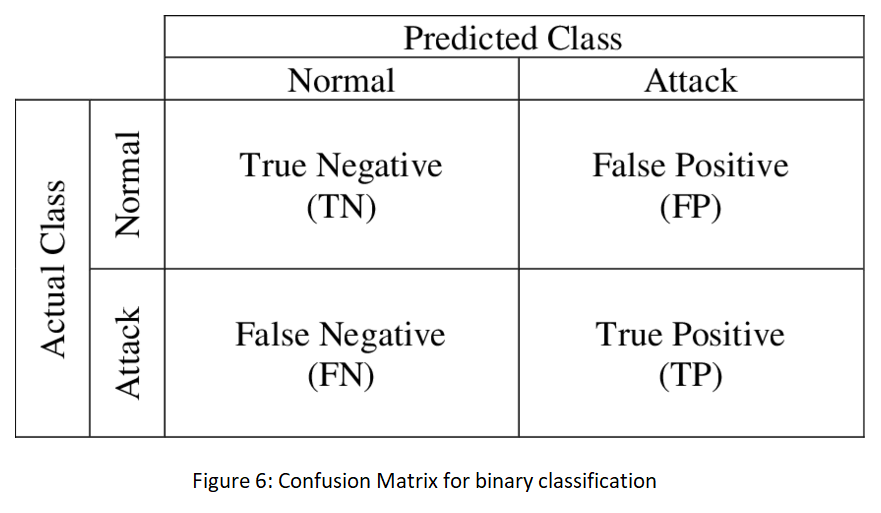 Predicted Class
Normal
Attack
Actual Class
Normal
True Negative
(TN)
False Positive
(FP)
Attack
False Negative
(FN)
True Positive
(TP)
Figure 6: Confusion Matrix for binary classification